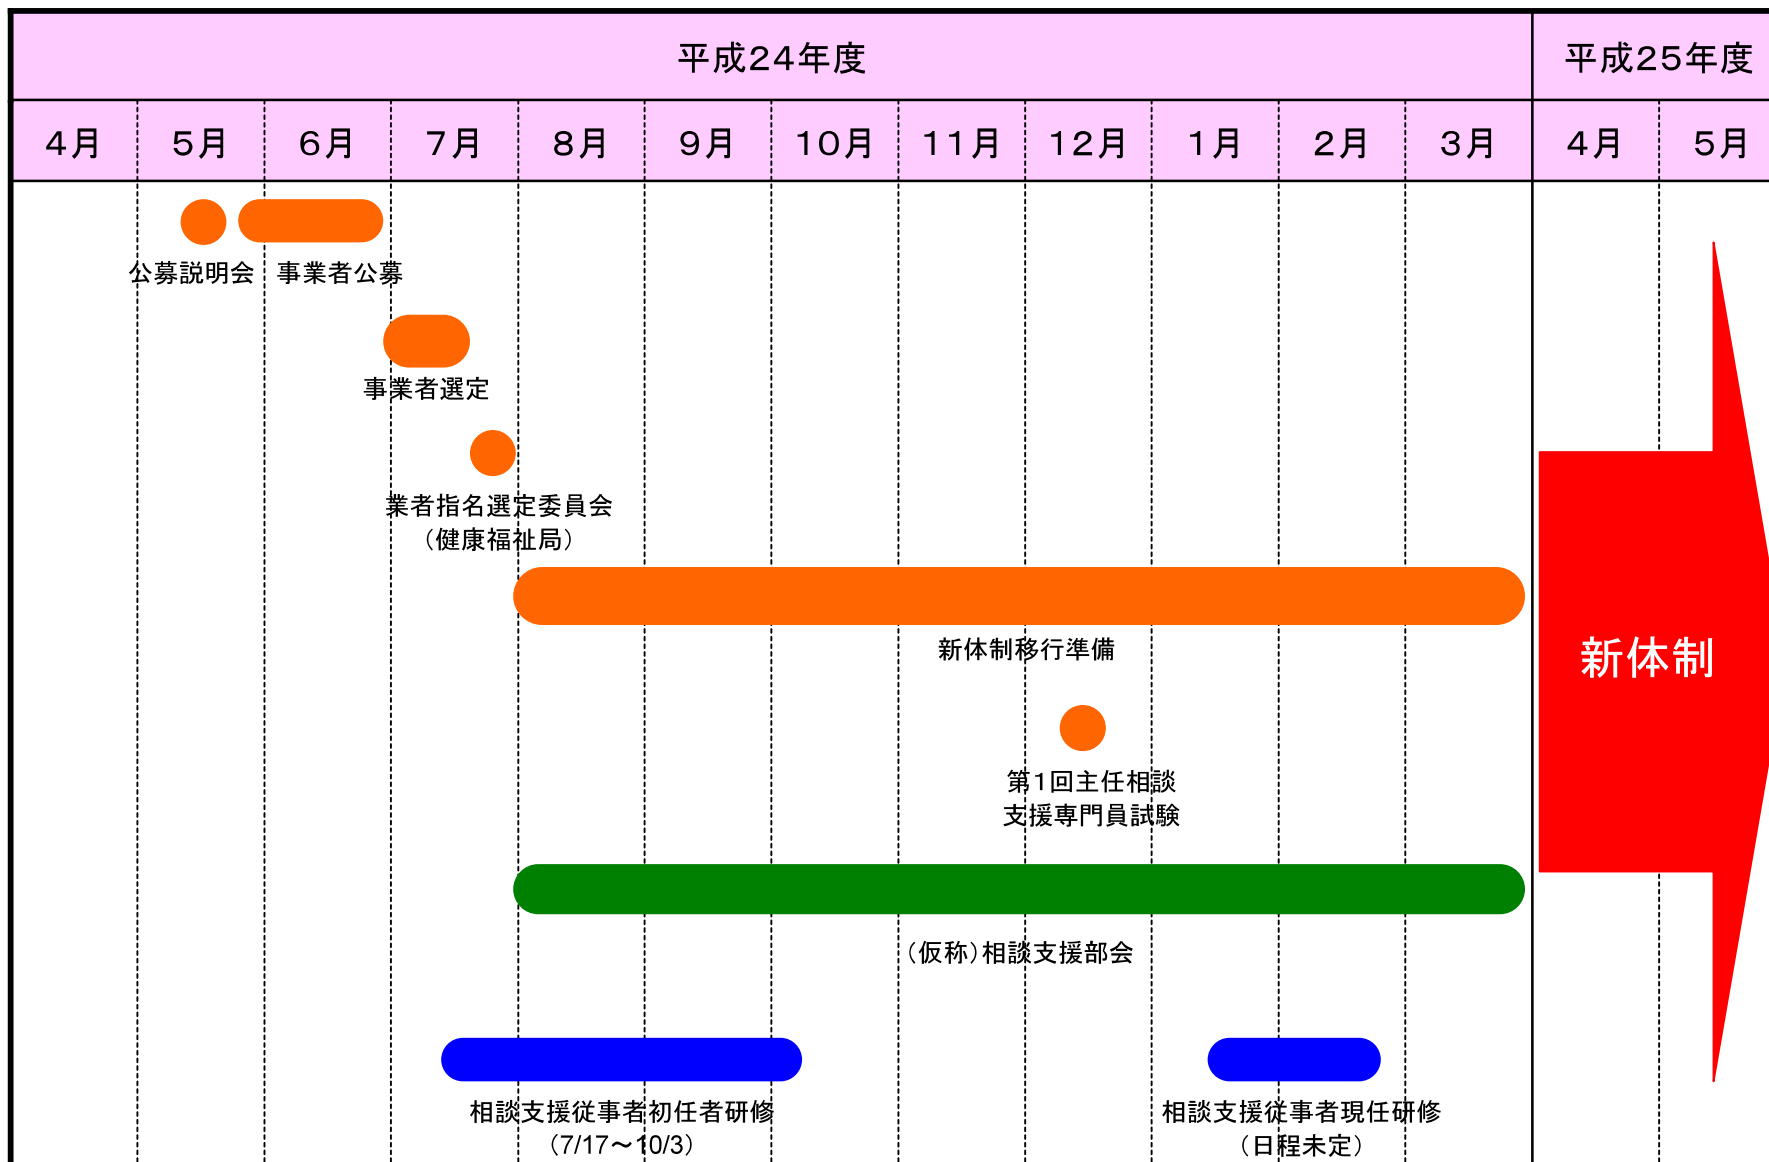 平成24年度
平成25年度
4月 5月 6月 7月 8月 9月 10月 11月 12月 1月 2月 3月 4月 5月
公募説明会
事業者公募
事業者選定
業者指名選定委員会
（健康福祉局）
新体制移行準備
新体制
第1回主任相談
支援専門員試験
（仮称）相談支援部会
相談支援従事者初任者研修
（7/17～10/3）
相談支援従事者現任研修
（日程未定）